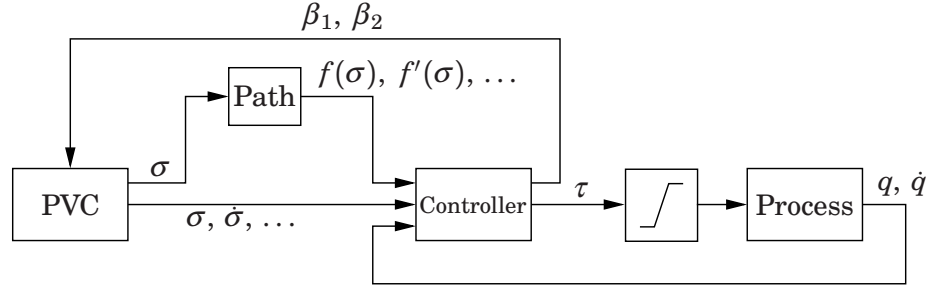 β₁, β₂
f(σ), f′(σ), …
Path
σ
PVC
σ, σ̇, …
Controller
τ
Process
q, q̇